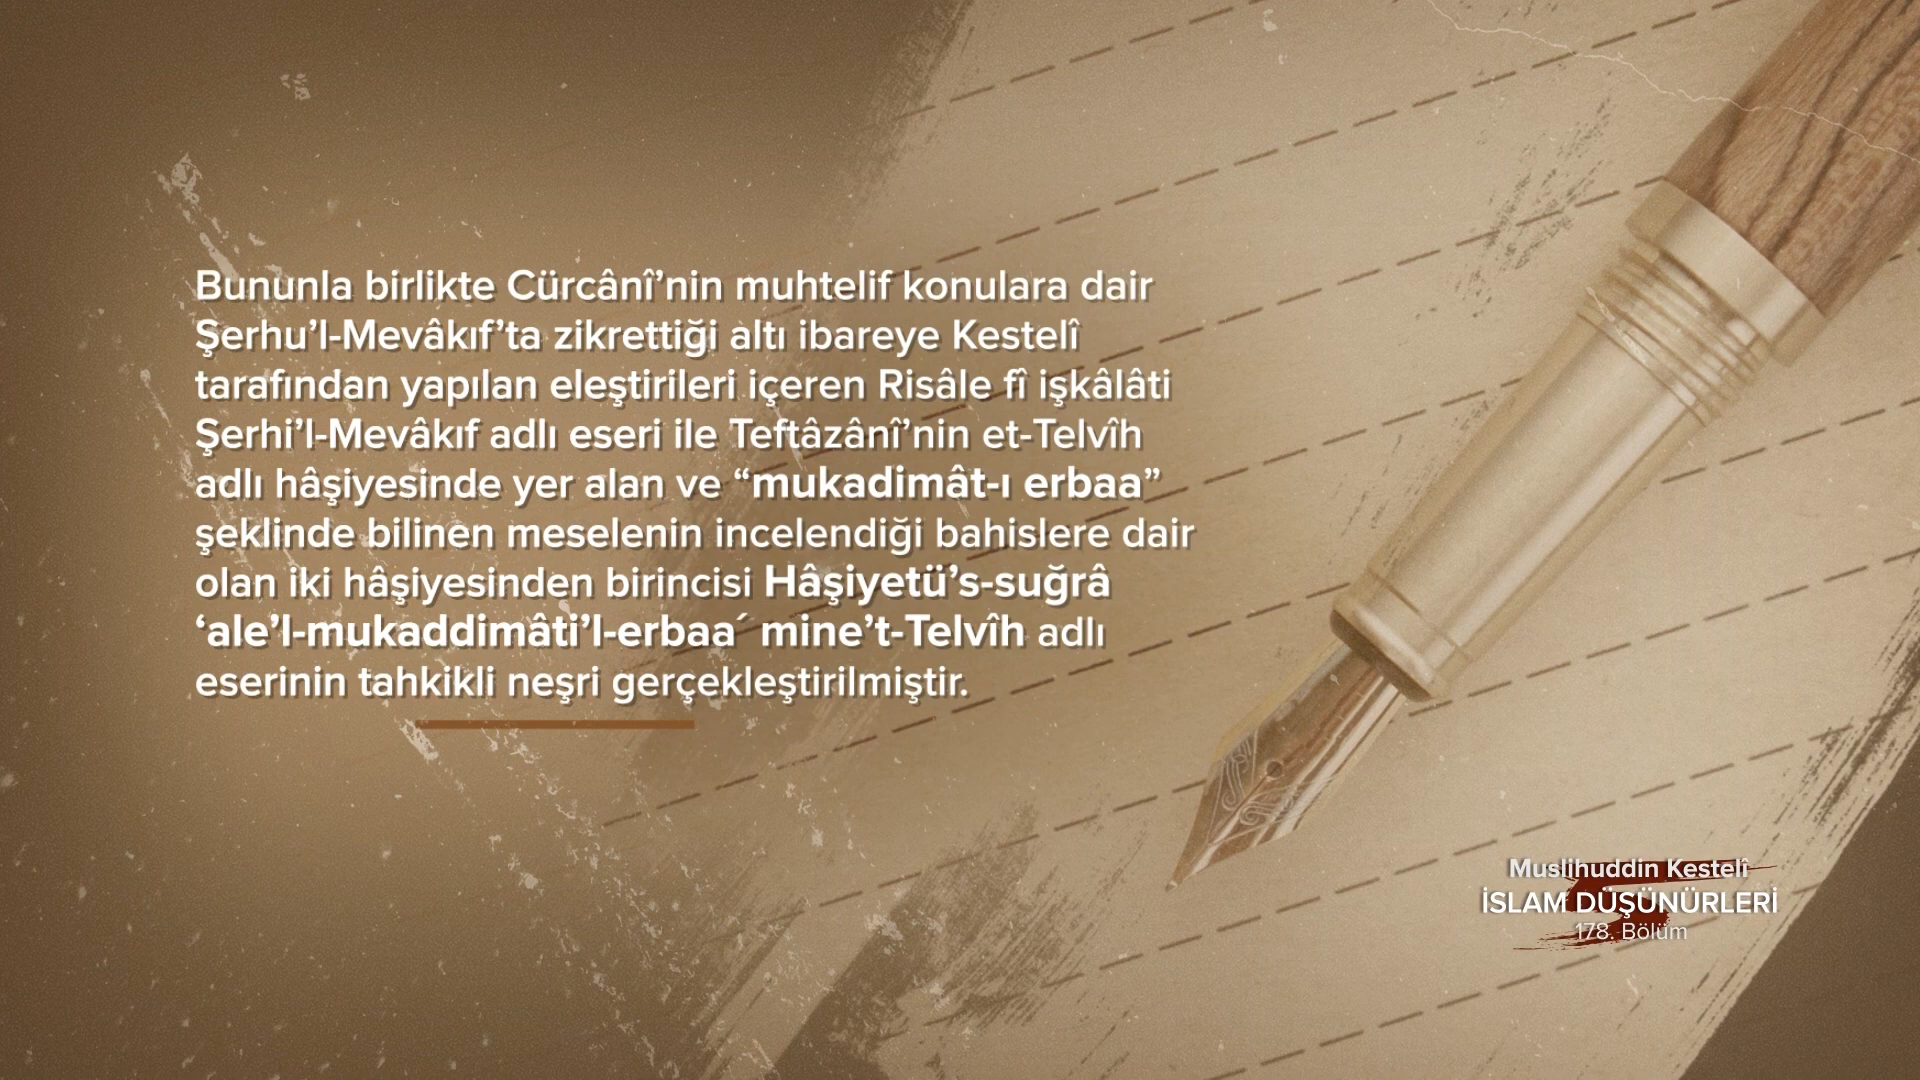 Bununla birlikte Cürcânî’nin muhtelif konulara dair
Şerhu’l-Mevâkıf’ta zikrettiği altı ibareye Kestelî
tarafından yapılan eleştirileri içeren Risâle fî işkâlâti
Şerhi’l-Mevâkıf adlı eseri ile Teftâzânî’nin et-Telvîh
adlı hâşiyesinde yer alan ve “mukadimât-ı erbaa”
şeklinde bilinen meselenin incelendiği bahislere dair
olan iki hâşiyesinden birincisi Hâşiyetü’s-suğrâ
‘ale’l-mukaddimâti’l-erbaa´ mine’t-Telvîh adlı
eserinin tahkikli neşri gerçekleştirilmiştir.
Muslihuddin Kestelî
İSLAM DÜŞÜNÜRLERİ
178. Bölüm